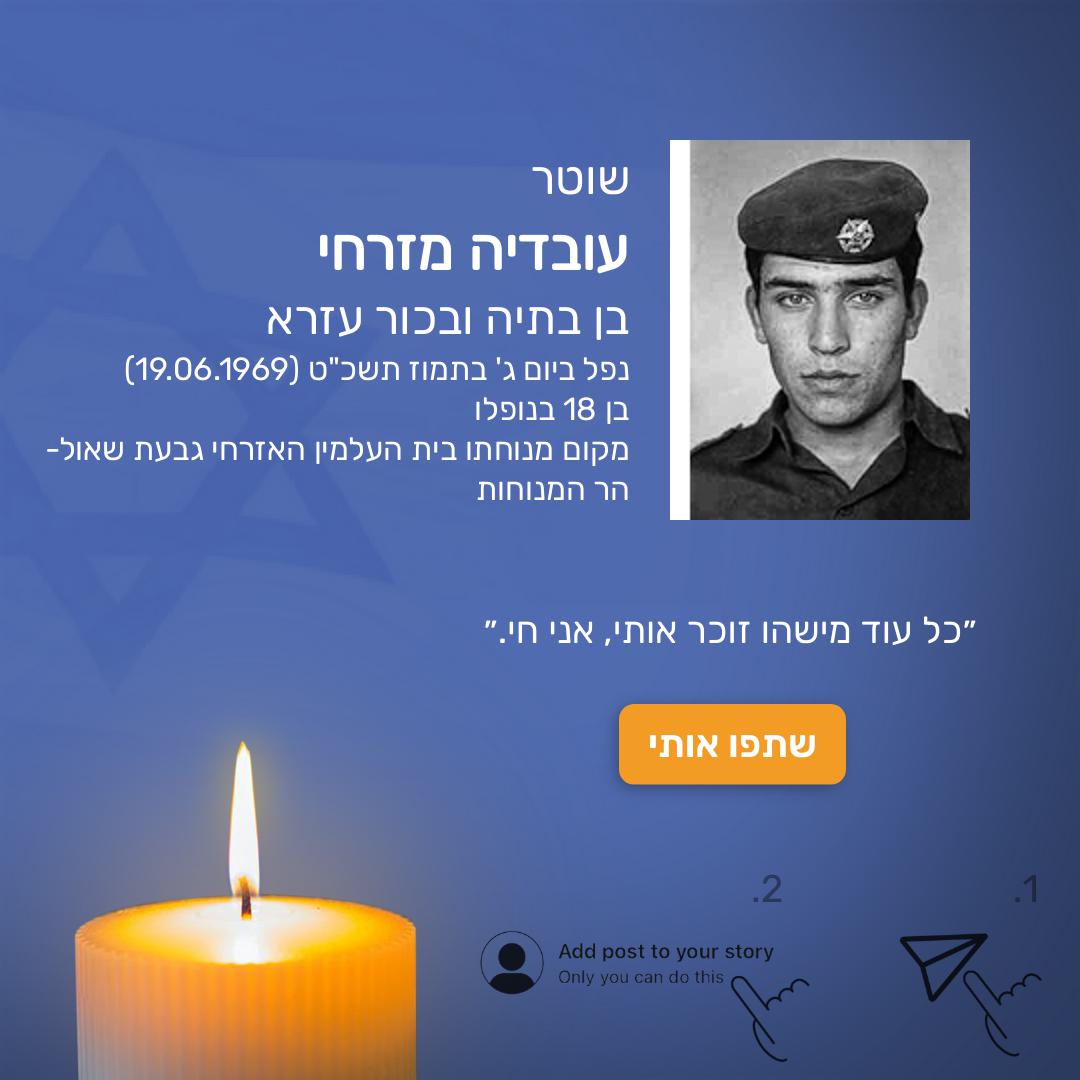 שוטר
עובדיה מזרחי
בן בתיה ובכור עזרא
נפל ביום ג' בתמוז תשכ"ט (19.06.1969)
בן 18 בנופלו
מקום מנוחתו בית העלמין האזרחי גבעת שאול-
הר המנוחות
״כל עוד מישהו זוכר אותי, אני חי.״
שתפו אותי
.1
.2
Add post to your story
Only you can do this